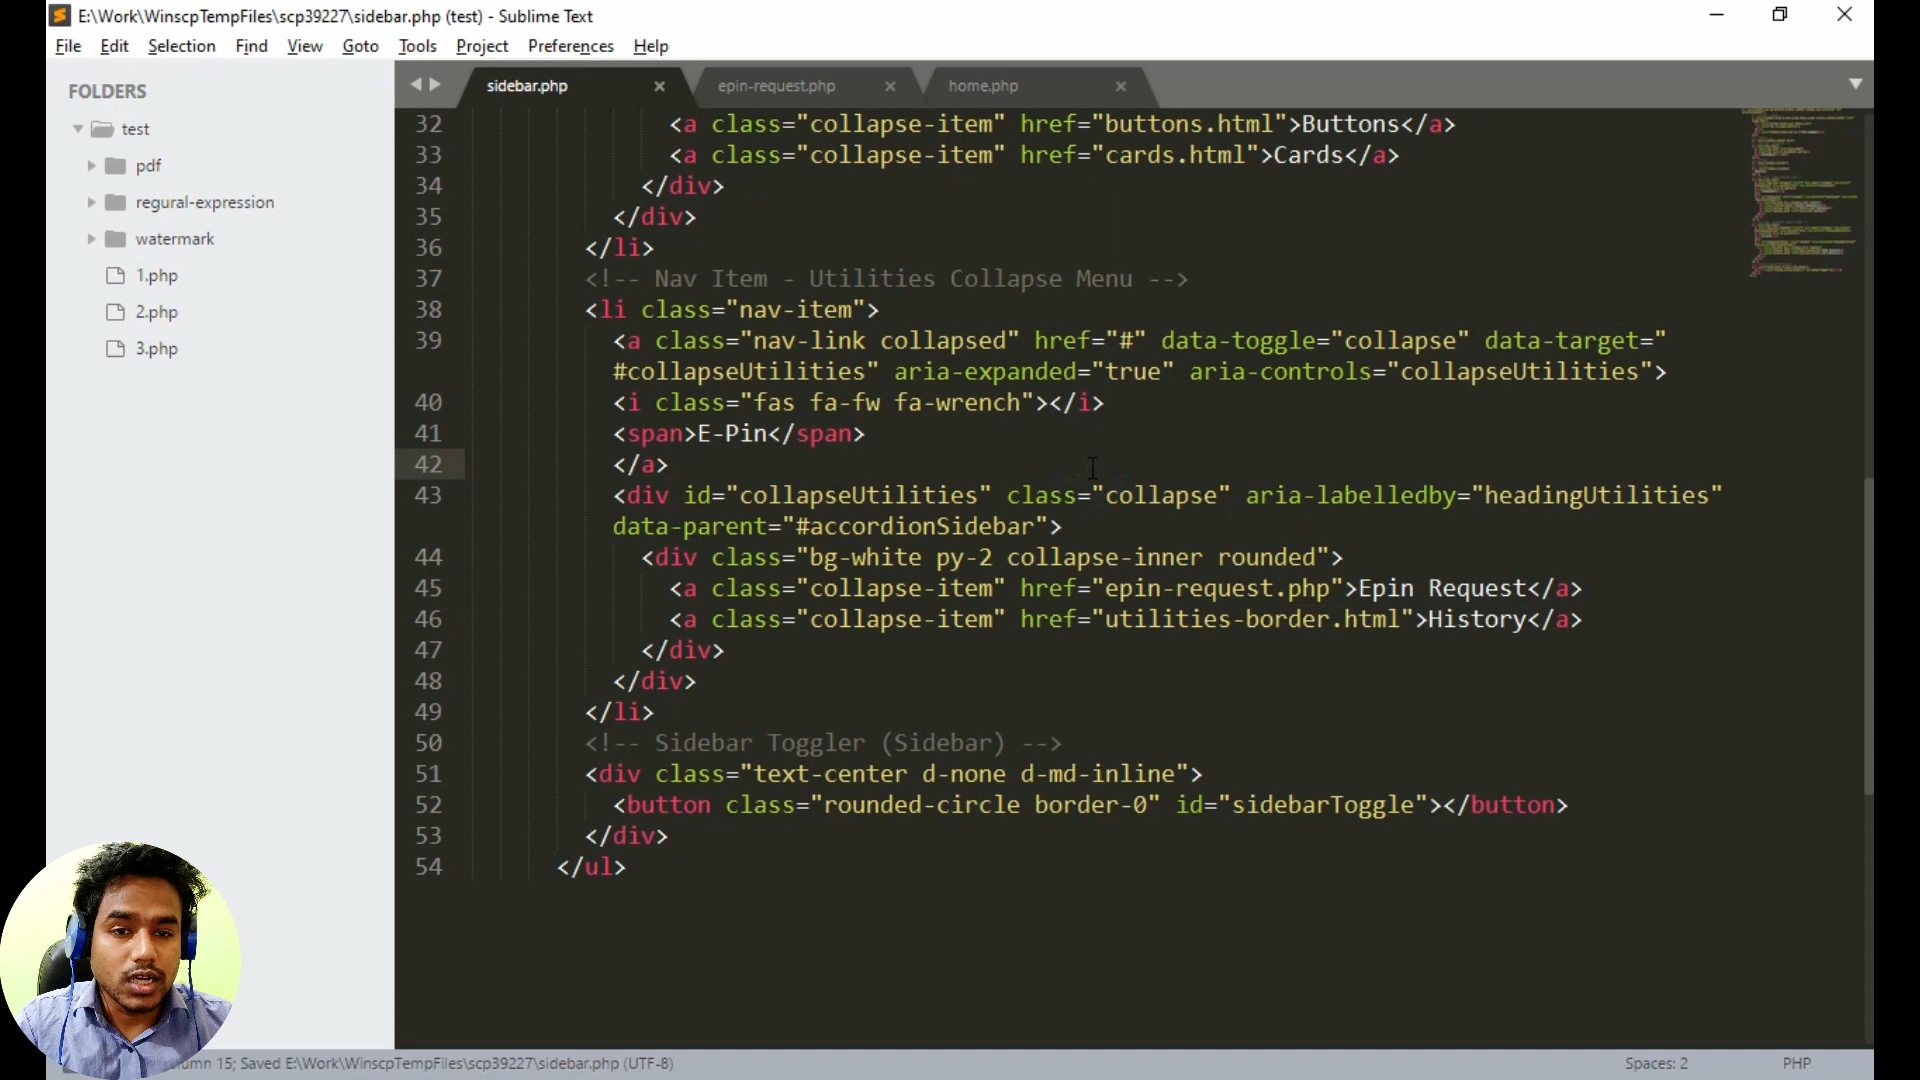 E:\Work\WinscpTempFiles\scp39227\sidebar.php (test) - Sublime Text
File Edit Selection Find View Goto Tools Project Preferences Help
FOLDERS
test
pdf
regural-expression
watermark
1.php
2.php
3.php
sidebar.php epin-request.php home.php
32 <a class="collapse-item" href="buttons.html">Buttons</a>
33 <a class="collapse-item" href="cards.html">Cards</a>
34 </div>
35 </div>
36 </li>
37 <!-- Nav Item - Utilities Collapse Menu -->
38 <li class="nav-item">
39 <a class="nav-link collapsed" href="#" data-toggle="collapse" data-target="
#collapseUtilities" aria-expanded="true" aria-controls="collapseUtilities">
40 <i class="fas fa-fw fa-wrench"></i>
41 <span>E-Pin</span>
42 </a>
43 <div id="collapseUtilities" class="collapse" aria-labelledby="headingUtilities"
data-parent="#accordionSidebar">
44 <div class="bg-white py-2 collapse-inner rounded">
45 <a class="collapse-item" href="epin-request.php">Epin Request</a>
46 <a class="collapse-item" href="utilities-border.html">History</a>
47 </div>
48 </div>
49 </li>
50 <!-- Sidebar Toggler (Sidebar) -->
51 <div class="text-center d-none d-md-inline">
52 <button class="rounded-circle border-0" id="sidebarToggle"></button>
53 </div>
54 </ul>
15; Saved E:\Work\WinscpTempFiles\scp39227\sidebar.php (UTF-8) Spaces: 2 PHP